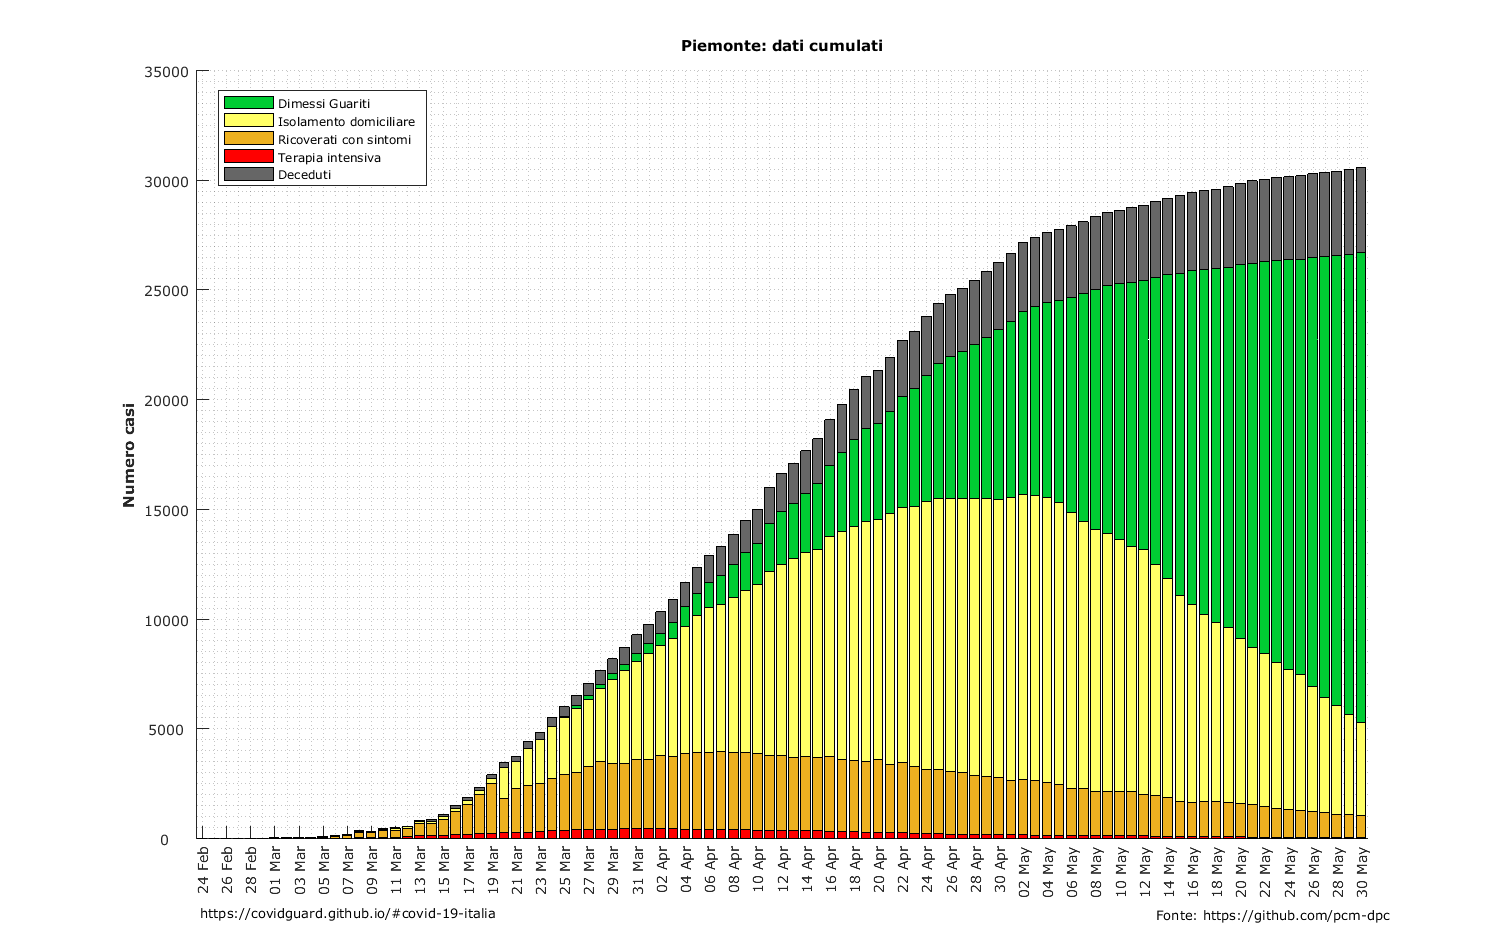 Piemonte: dati cumulati
35000
30000
25000
20000
15000
10000
5000
0
Numero casi
Dimessi Guariti
Isolamento domiciliare
Ricoverati con sintomi
Terapia intensiva
Deceduti
24 Feb
26 Feb
28 Feb
01 Mar
03 Mar
05 Mar
07 Mar
09 Mar
11 Mar
13 Mar
15 Mar
17 Mar
19 Mar
21 Mar
23 Mar
25 Mar
27 Mar
29 Mar
31 Mar
02 Apr
04 Apr
06 Apr
08 Apr
10 Apr
12 Apr
14 Apr
16 Apr
18 Apr
20 Apr
22 Apr
24 Apr
26 Apr
28 Apr
30 Apr
02 May
04 May
06 May
08 May
10 May
12 May
14 May
16 May
18 May
20 May
22 May
24 May
26 May
28 May
30 May
https://covidguard.github.io/#covid-19-italia
Fonte: https://github.com/pcm-dpc